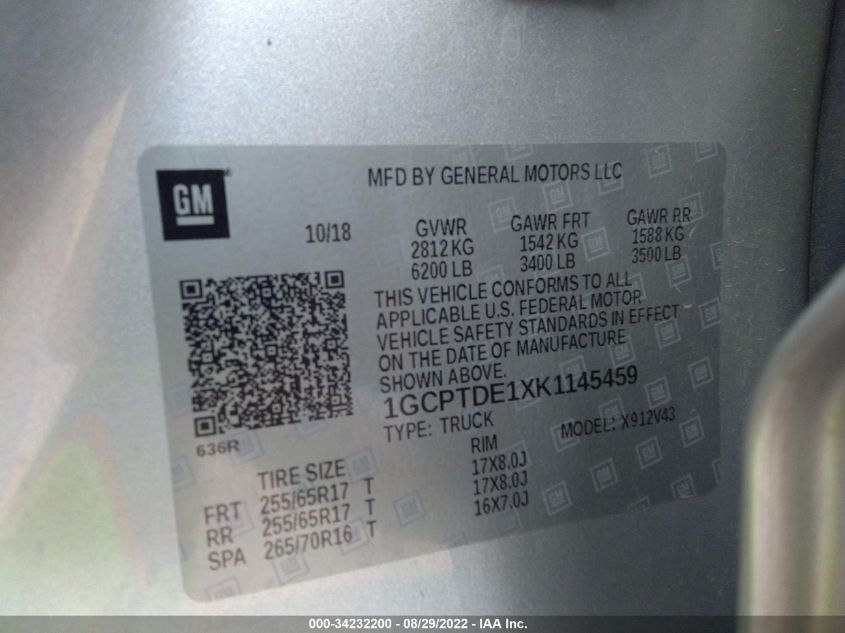 MFD BY GENERAL MOTORS LLC
GM
10/18
GVWR GAWR FRT GAWR RR
2812 KG 1542 KG 1588 KG
6200 LB 3400 LB 3500 LB
THIS VEHICLE CONFORMS TO ALL
APPLICABLE U.S. FEDERAL MOTOR
VEHICLE SAFETY STANDARDS IN EFFECT
ON THE DATE OF MANUFACTURE
SHOWN ABOVE.
1GCPTDE1XK1145459
TYPE: TRUCK MODEL: X912V43
636R
TIRE SIZE RIM
FRT 255/65R17 T 17X8.0J
RR 255/65R17 T 17X8.0J
SPA 265/70R16 T 16X7.0J
000-34232200 - 08/29/2022 - IAA Inc.